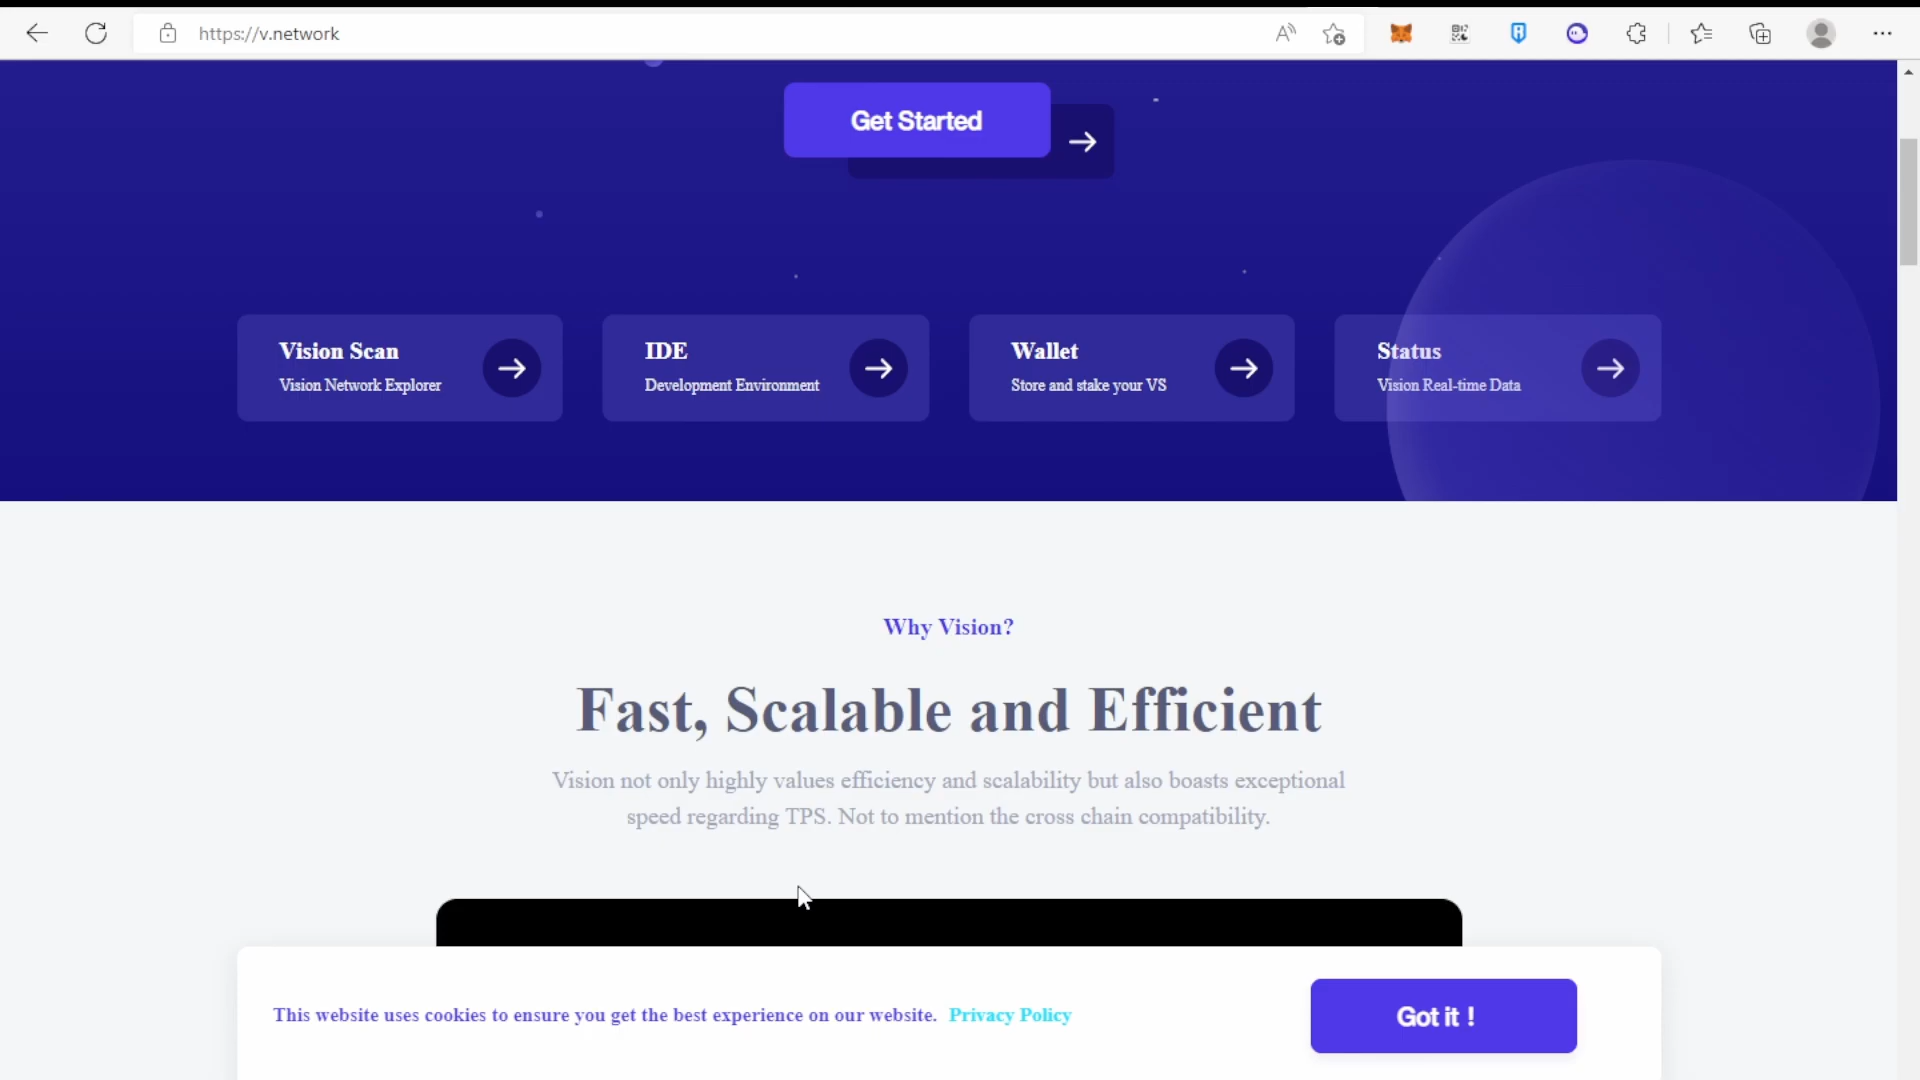 https://v.network
Get Started
Vision Scan
Vision Network Explorer
IDE
Development Environment
Wallet
Store and stake your VS
Status
Vision Real-time Data
Why Vision?
Fast, Scalable and Efficient
Vision not only highly values efficiency and scalability but also boasts exceptional
speed regarding TPS. Not to mention the cross chain compatibility.
This website uses cookies to ensure you get the best experience on our website. Privacy Policy
Got it !